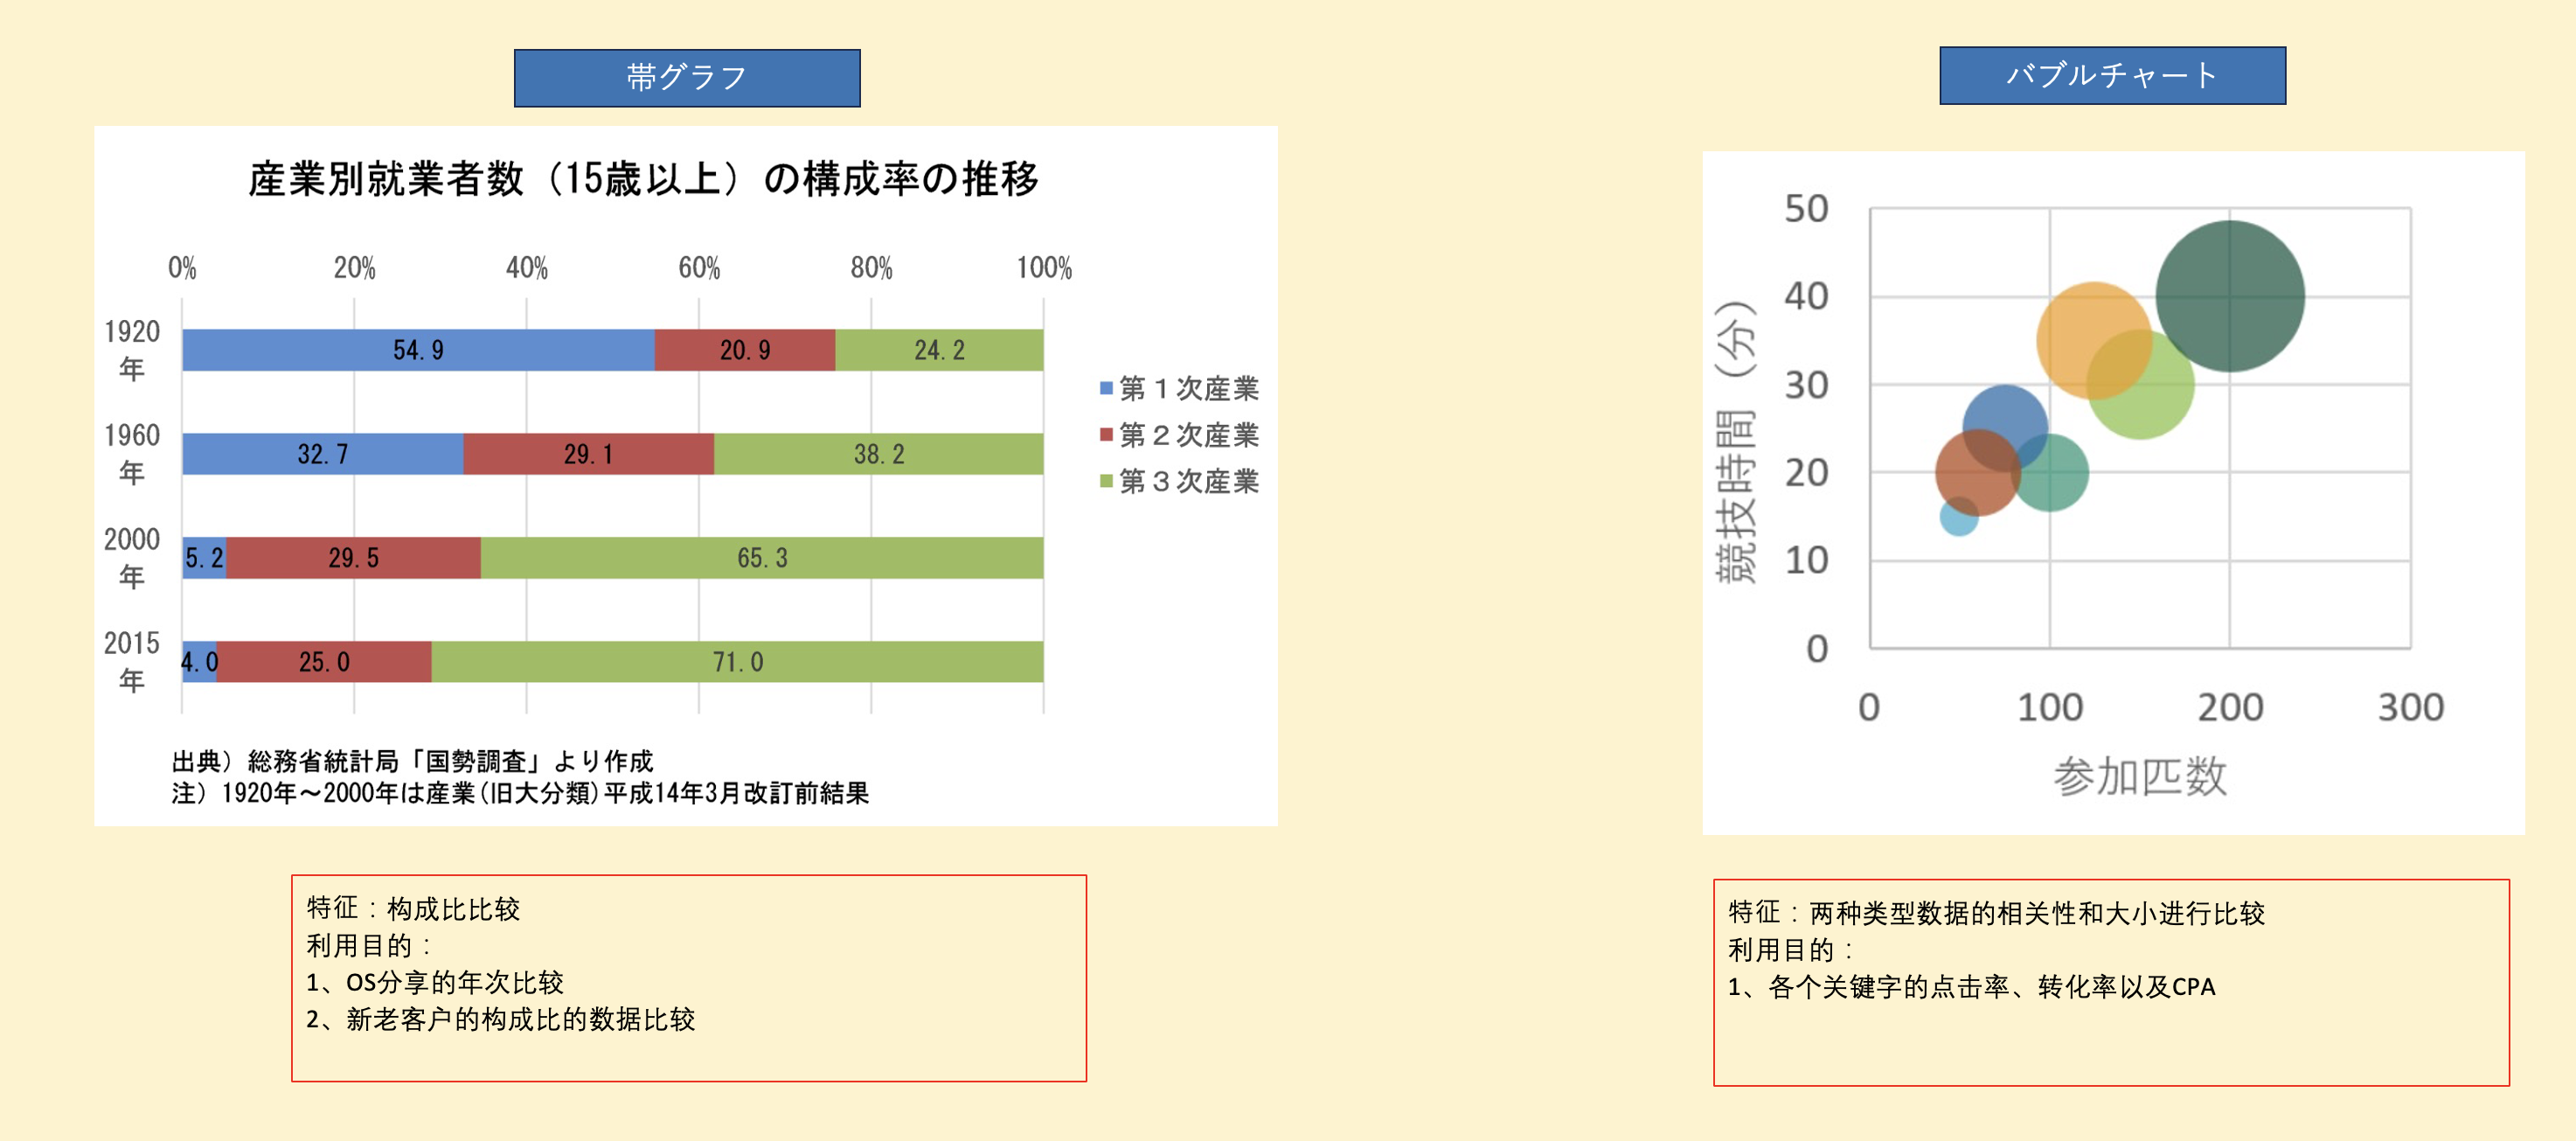 帯グラフ
産業別就業者数（15歳以上）の構成率の推移
0% 20% 40% 60% 80% 100%
1920年 54.9 20.9 24.2
1960年 32.7 29.1 38.2
2000年 5.2 29.5 65.3
2015年 4.0 25.0 71.0
第１次産業
第２次産業
第３次産業
出典）総務省統計局「国勢調査」より作成
注）1920年～2000年は産業(旧大分類)平成14年3月改訂前結果
特征：构成比比较
利用目的：
1、OS分享的年次比较
2、新老客户的构成比的数据比较
バブルチャート
競技時間（分）
50
40
30
20
10
0
0 100 200 300
参加匹数
特征：两种类型数据的相关性和大小进行比较
利用目的：
1、各个关键字的点击率、转化率以及CPA